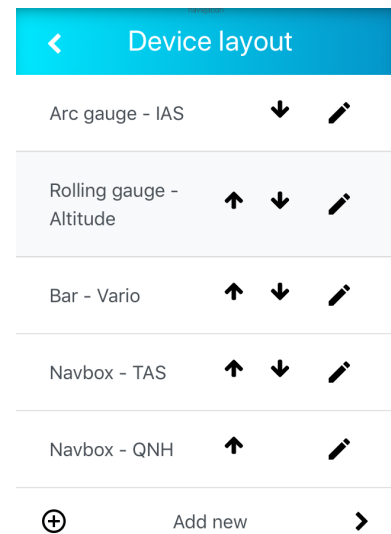 Device layout
Arc gauge - IAS
Rolling gauge -
Altitude
Bar - Vario
Navbox - TAS
Navbox - QNH
Add new